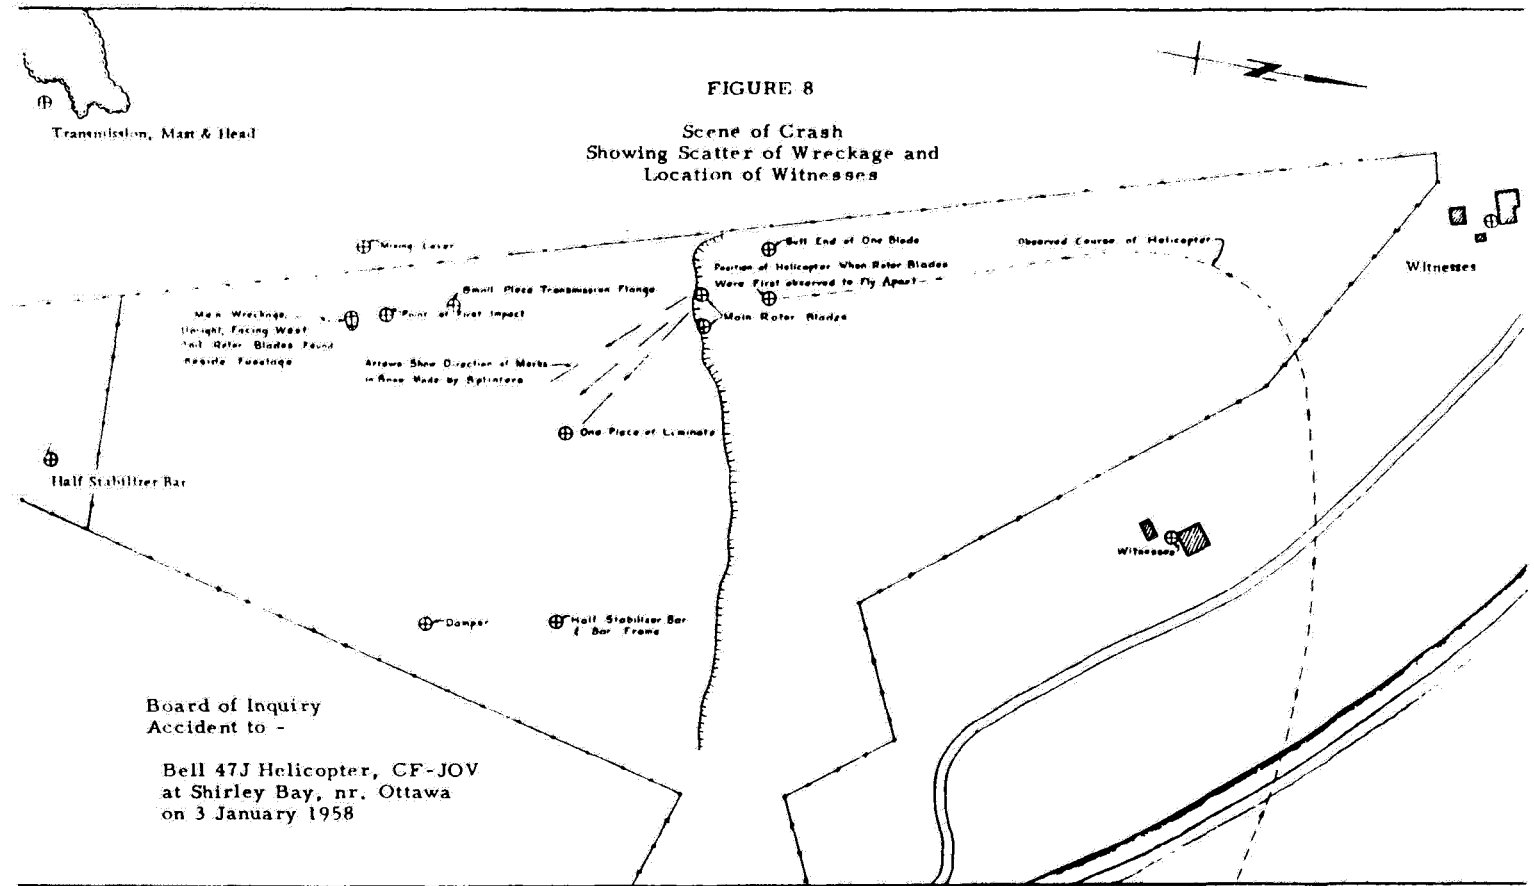 FIGURE 8
Scene of Crash
Showing Scatter of Wreckage and
Location of Witnesses
Transmission, Mast & Head
Mixing Lever
Butt End of One Blade
Observed Course of Helicopter
Position of Helicopter When Rotor Blades
Were First observed to Fly Apart
Witnesses
Small Piece Transmission Flange
Main Wreckage,
Upright, Facing West
Tail Rotor Blades Found
Beside Fuselage
Point of First Impact
Main Rotor Blades
Arrows Show Direction of Marks
in Snow Made by Splinters
One Piece of Liminate
Half Stabilizer Bar
Witnesses
Damper
Half Stabilizer Bar
& Bar Frame
Board of Inquiry
Accident to -
Bell 47J Helicopter, CF-JOV
at Shirley Bay, nr. Ottawa
on 3 January 1958